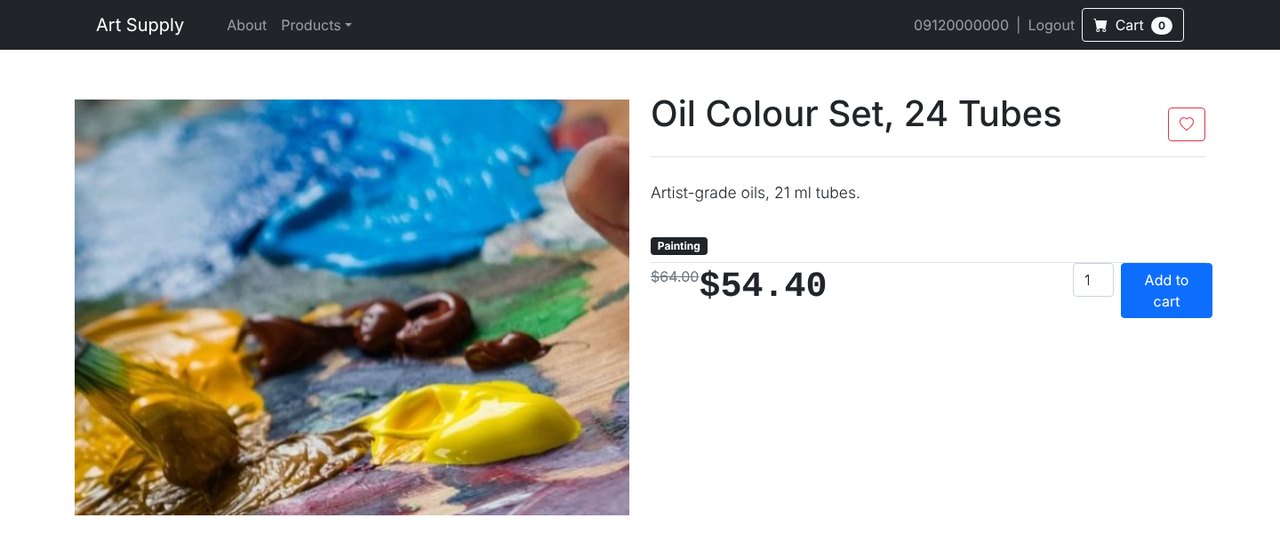 Art Supply About Products 09120000000 | Logout Cart 0
Oil Colour Set, 24 Tubes
Artist-grade oils, 21 ml tubes.
Painting
$64.00 $54.40 1 Add to
cart